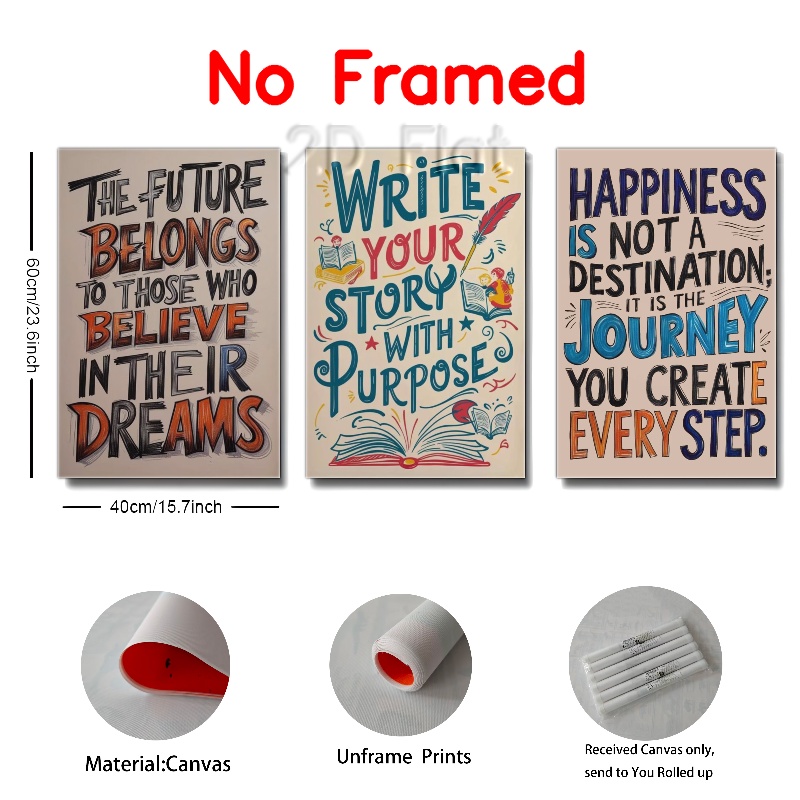 No Framed
2D Flat
60cm/23.6inch
THE FUTURE
BELONGS
TO THOSE WHO
BELIEVE
IN THEIR
DREAMS
WRITE
YOUR
STORY
WITH
PURPOSE
HAPPINESS
IS NOT A
DESTINATION;
IT IS THE
JOURNEY.
YOU CREATE
EVERY STEP.
40cm/15.7inch
Material:Canvas
Unframe Prints
Received Canvas only,
send to You Rolled up